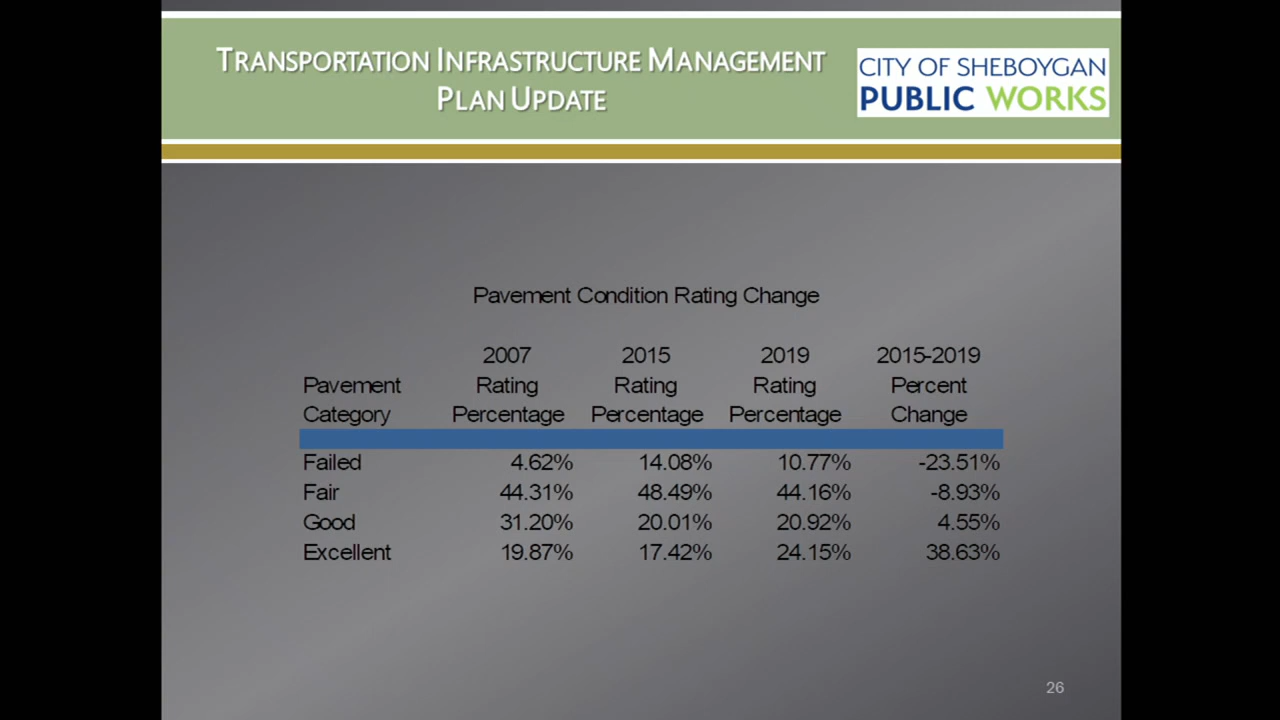 TRANSPORTATION INFRASTRUCTURE MANAGEMENT
PLAN UPDATE
CITY OF SHEBOYGAN
PUBLIC WORKS
Pavement Condition Rating Change
2007 2015 2019 2015-2019
Pavement Rating Rating Rating Percent
Category Percentage Percentage Percentage Change
Failed 4.62% 14.08% 10.77% -23.51%
Fair 44.31% 48.49% 44.16% -8.93%
Good 31.20% 20.01% 20.92% 4.55%
Excellent 19.87% 17.42% 24.15% 38.63%
26